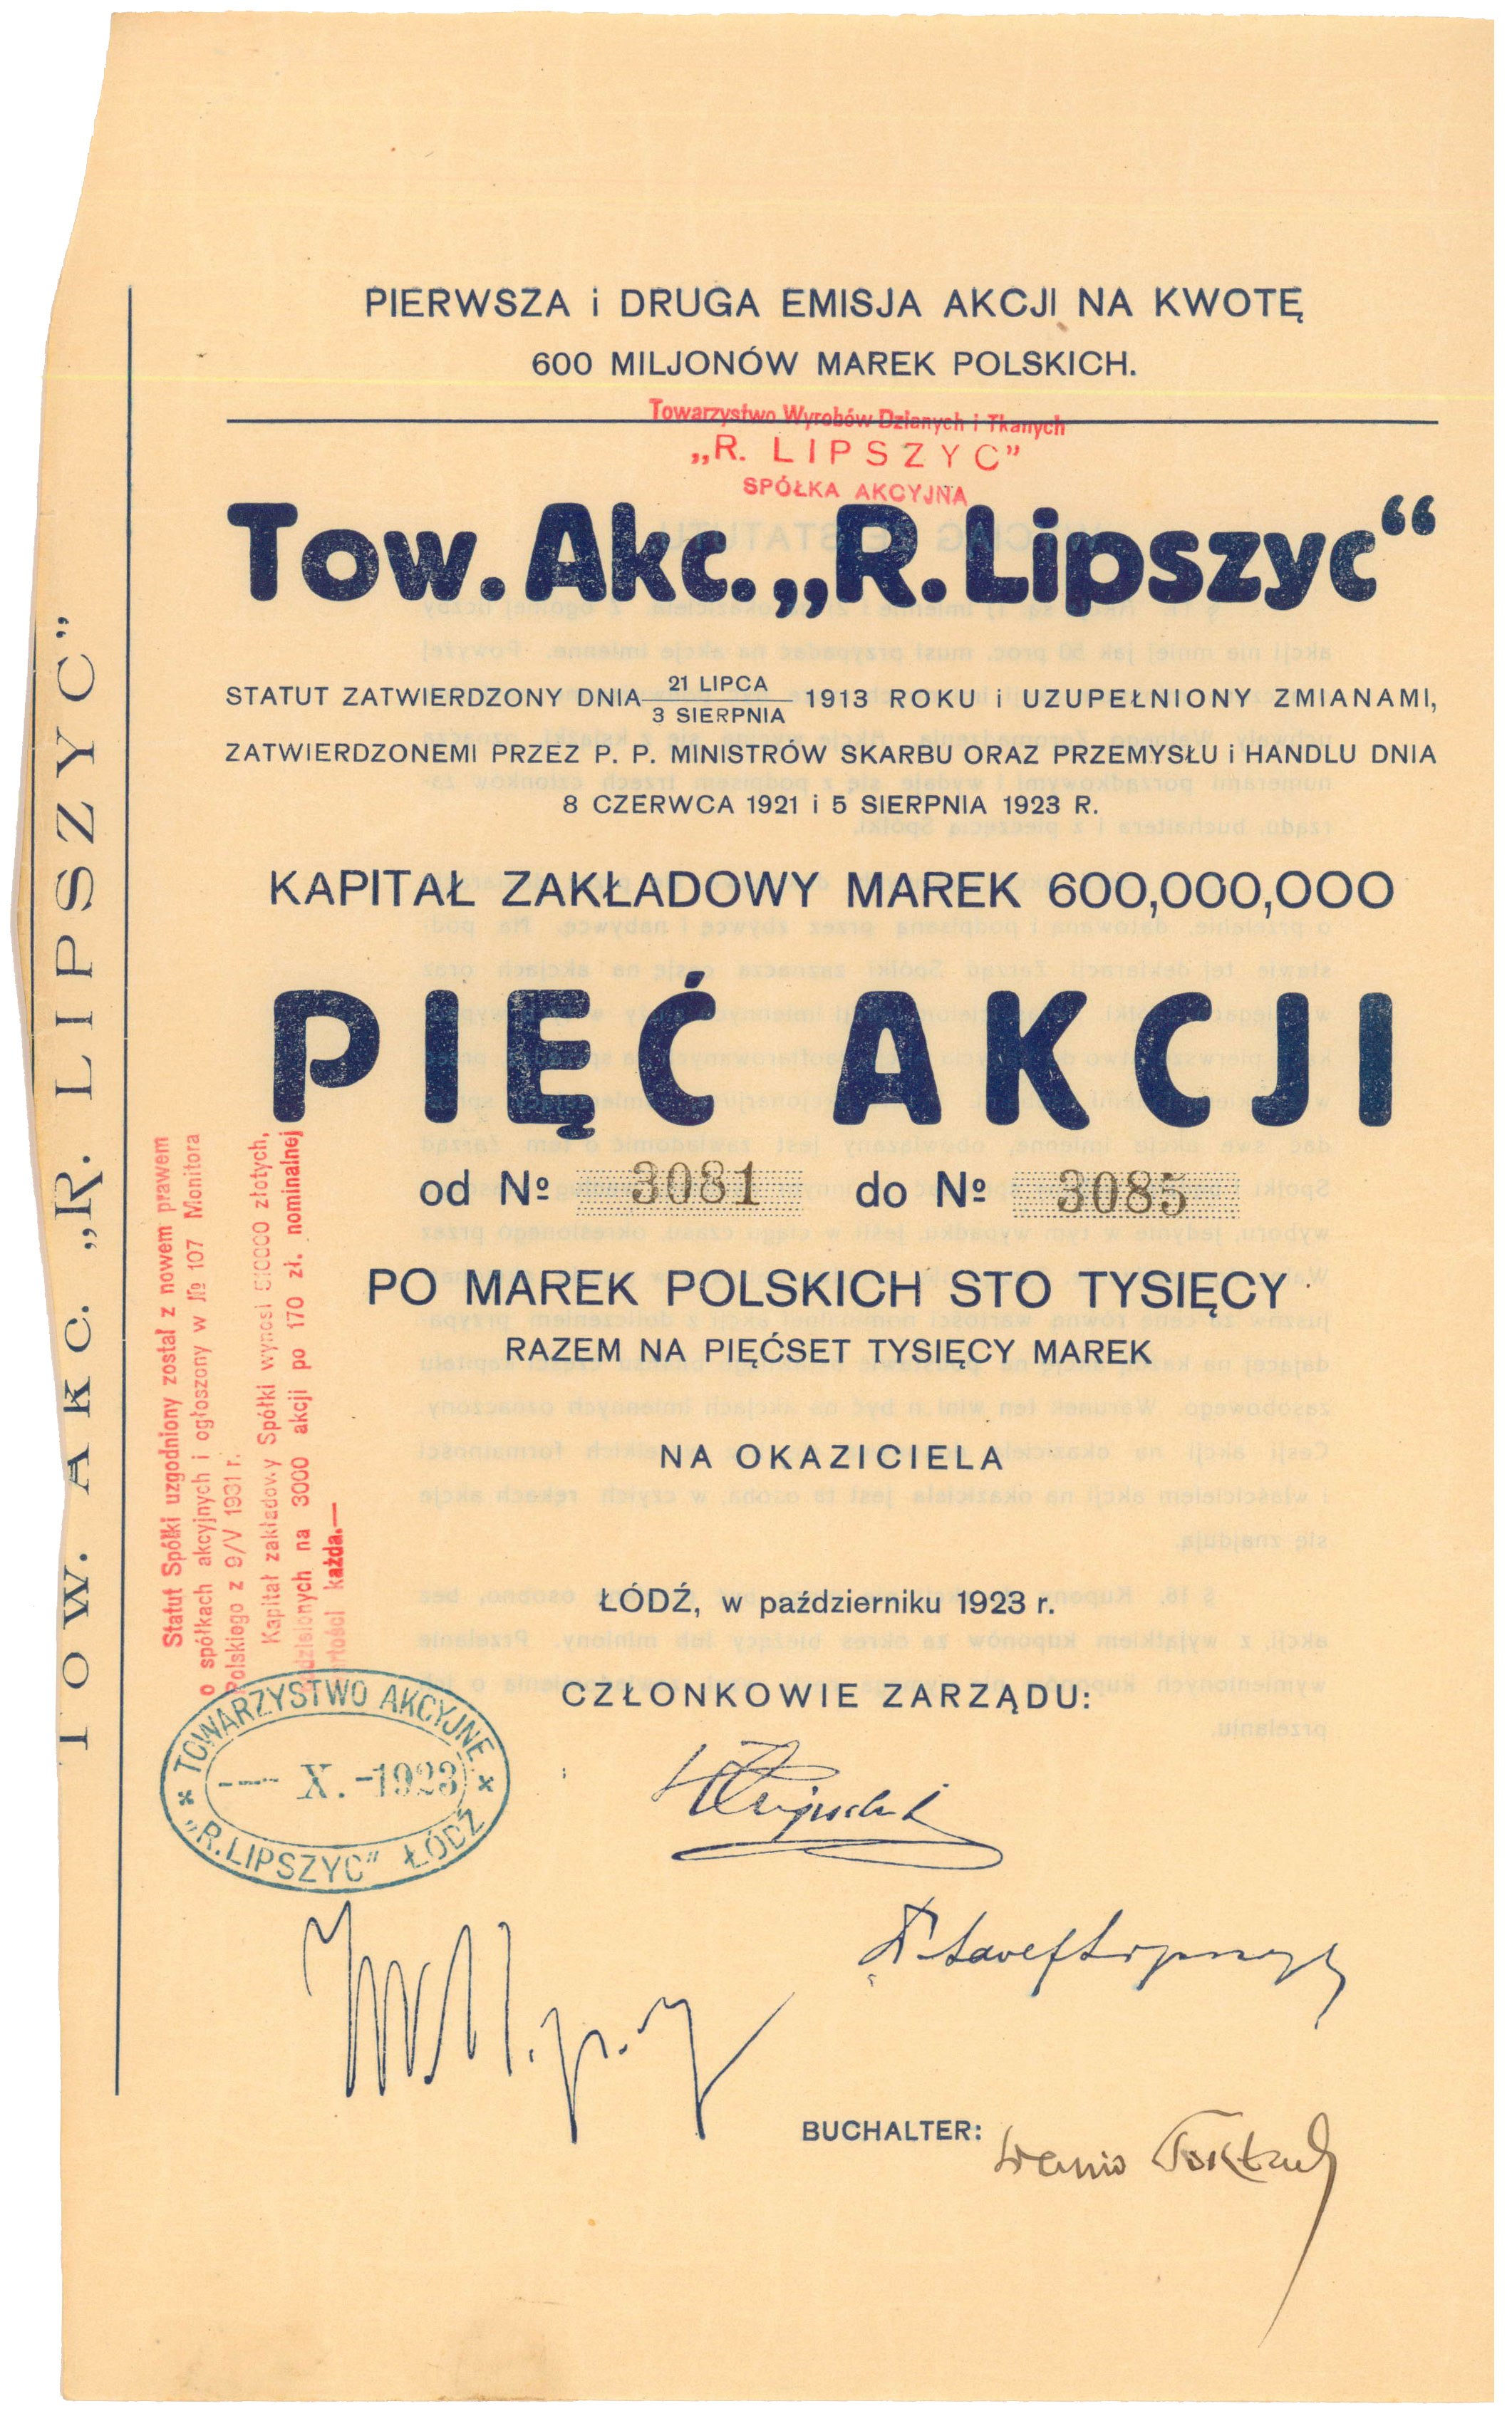 PIERWSZA i DRUGA EMISJA AKCJI NA KWOTĘ
600 MILJONÓW MAREK POLSKICH.
Towarzystwo Wyrobów Dzianych i Tkanych
„R. LIPSZYC”
SPÓŁKA AKCYJNA
Tow. Akc. „R. Lipszyc“
STATUT ZATWIERDZONY DNIA 21 LIPCA / 3 SIERPNIA 1913 ROKU i UZUPEŁNIONY ZMIANAMI,
ZATWIERDZONEMI PRZEZ P. P. MINISTRÓW SKARBU ORAZ PRZEMYSŁU i HANDLU DNIA
8 CZERWCA 1921 i 5 SIERPNIA 1923 R.
KAPITAŁ ZAKŁADOWY MAREK 600,000,000
PIĘĆ AKCJI
od № 3081 do № 3085
PO MAREK POLSKICH STO TYSIĘCY
RAZEM NA PIĘĆSET TYSIĘCY MAREK
NA OKAZICIELA
ŁÓDŹ, w październiku 1923 r.
CZŁONKOWIE ZARZĄDU:
BUCHALTER:
TOW. AKC. „R. LIPSZYC”
Statut Spółki uzgodniony został z nowem prawem
o spółkach akcyjnych i ogłoszony w № 107 Monitora
Polskiego z 9/V 1931 r.
Kapitał zakładowy Spółki wynosi 510000 złotych,
podzielonych na 3000 akcji po 170 zł. nominalnej
wartości każda.—
TOWARZYSTWO AKCYJNE
X. -1923
„R. LIPSZYC” ŁÓDŹ